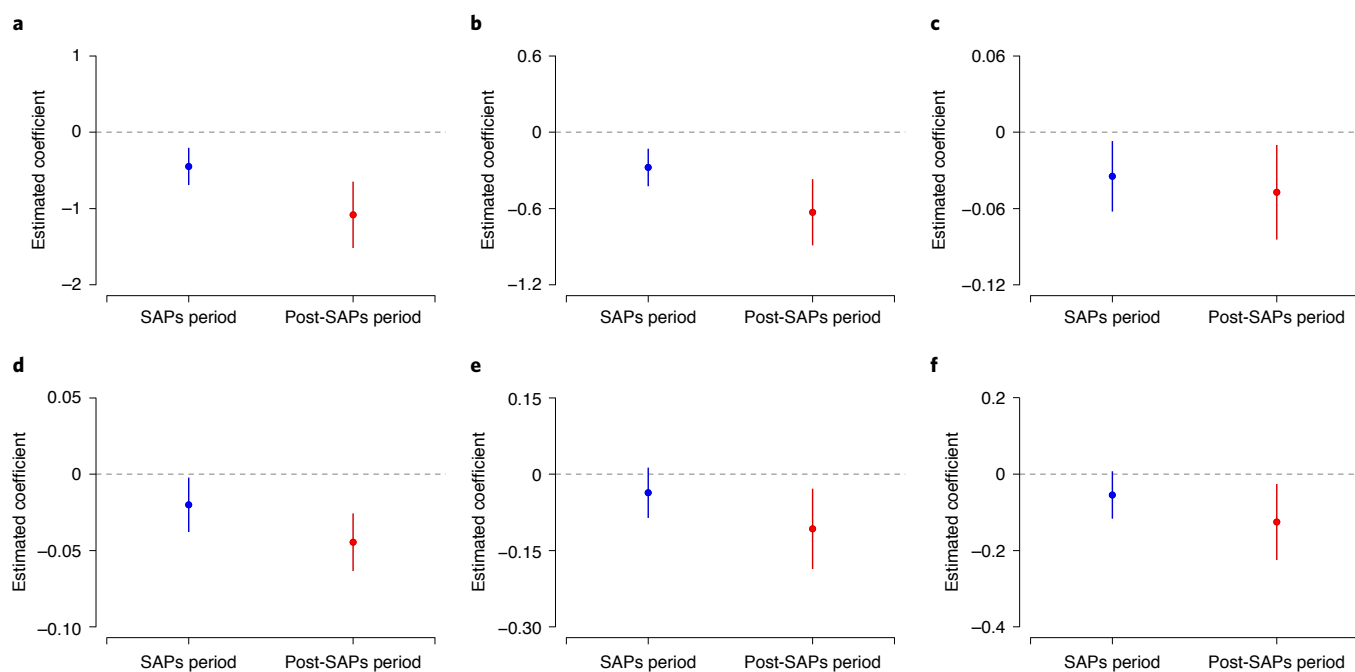 a
1
0
–1
–2
Estimated coefficient
SAPs period Post-SAPs period
b
0.6
0
–0.6
–1.2
Estimated coefficient
SAPs period Post-SAPs period
c
0.06
0
–0.06
–0.12
Estimated coefficient
SAPs period Post-SAPs period
d
0.05
0
–0.05
–0.10
Estimated coefficient
SAPs period Post-SAPs period
e
0.15
0
–0.15
–0.30
Estimated coefficient
SAPs period Post-SAPs period
f
0.2
0
–0.2
–0.4
Estimated coefficient
SAPs period Post-SAPs period